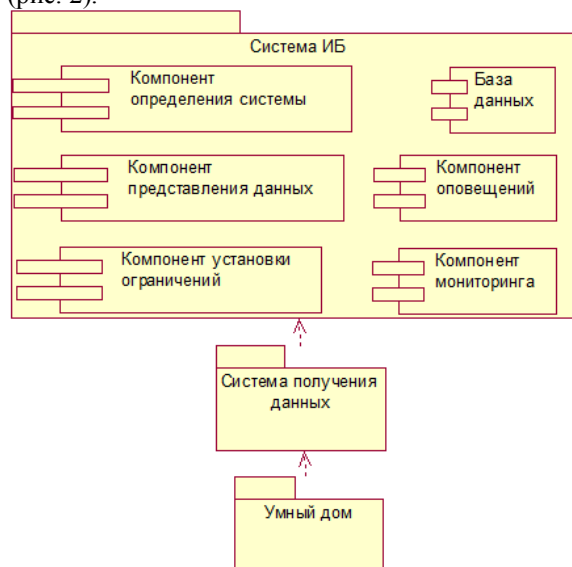 (рис. 2).
Система ИБ
Компонент
определения системы
База
данных
Компонент
представления данных
Компонент
оповещений
Компонент установки
ограничений
Компонент
мониторинга
Система получения
данных
Умный дом